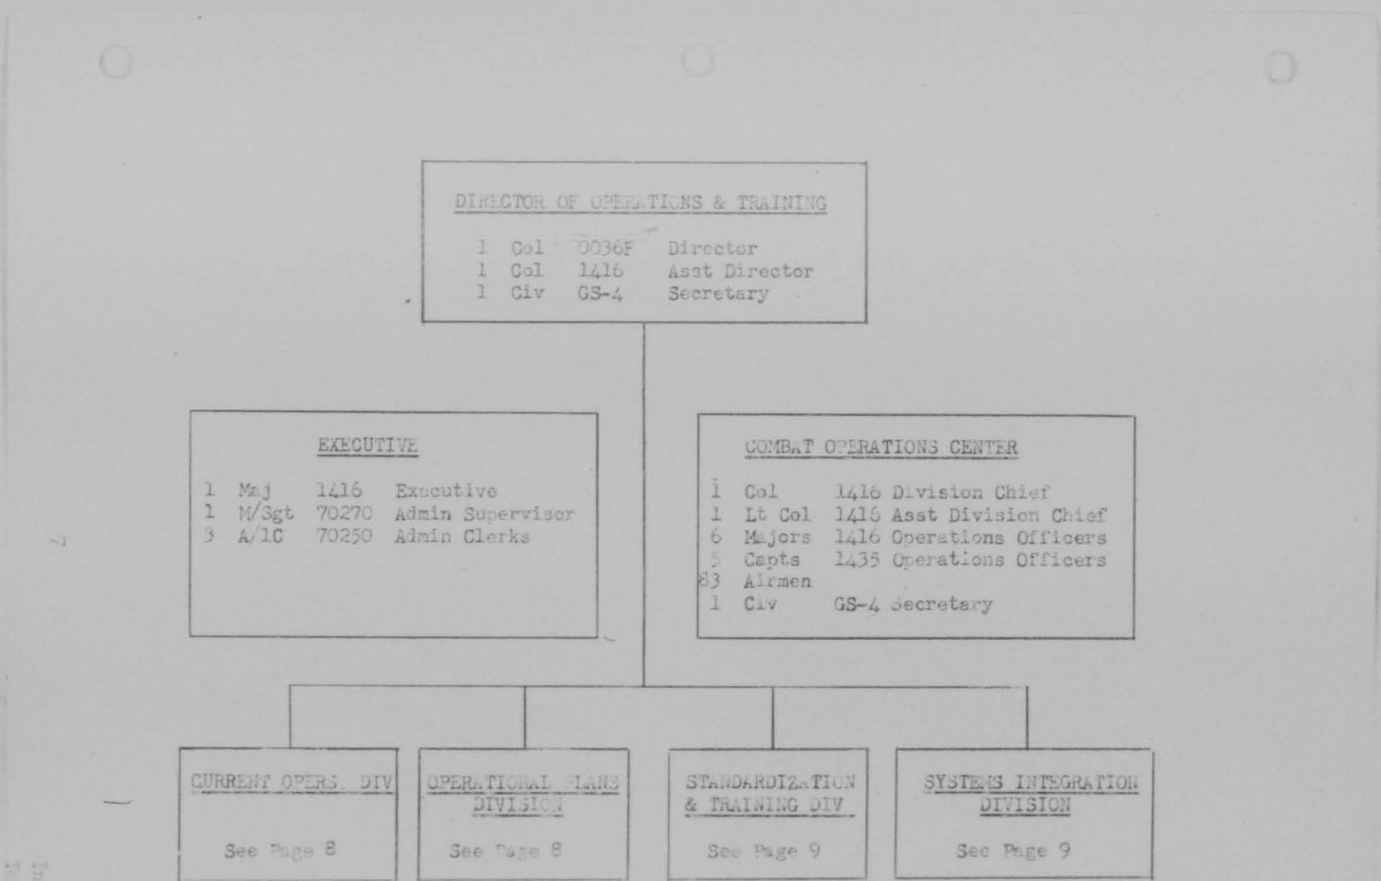 DIRECTOR OF OPERATIONS & TRAINING
1 Col 0036F Director
1 Col 1416 Asst Director
1 Civ GS-4 Secretary
EXECUTIVE
1 Maj 1416 Executive
1 M/Sgt 70270 Admin Supervisor
3 A/1C 70250 Admin Clerks
COMBAT OPERATIONS CENTER
1 Col 1416 Division Chief
1 Lt Col 1416 Asst Division Chief
6 Majors 1416 Operations Officers
5 Capts 1435 Operations Officers
83 Airmen
1 Civ GS-4 Secretary
CURRENT OPERS. DIV
See Page 8
OPERATIONAL PLANS
DIVISION
See Page 8
STANDARDIZATION
& TRAINING DIV
See Page 9
SYSTEMS INTEGRATION
DIVISION
See Page 9